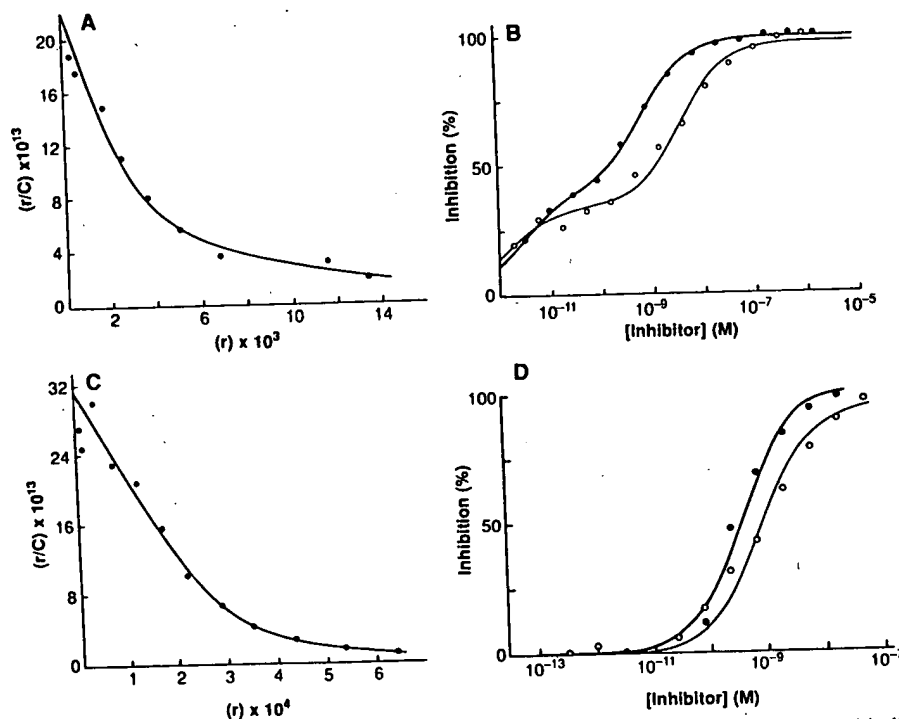 A
(r/C) x10¹³
20
16
12
8
4
0
2
6
10
14
(r) x 10³
B
Inhibition (%)
100
50
0
10⁻¹¹
10⁻⁹
10⁻⁷
10⁻⁵
[Inhibitor] (M)
C
(r/C) x 10¹³
32
24
16
8
0
1
2
3
4
5
6
(r) x 10⁴
D
Inhibition (%)
100
50
0
10⁻¹³
10⁻¹¹
10⁻⁹
[Inhibitor] (M)